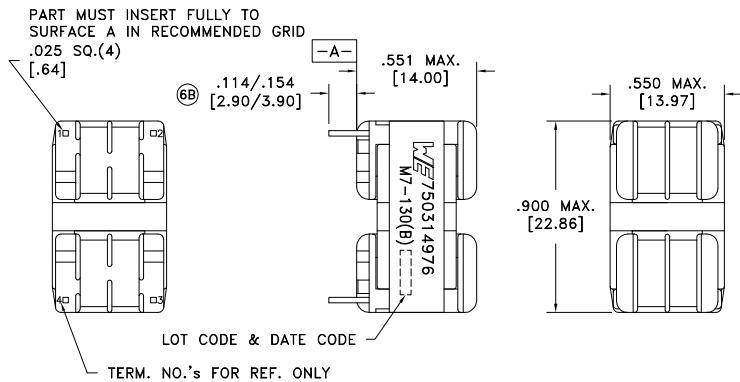 PART MUST INSERT FULLY TO
SURFACE A IN RECOMMENDED GRID
.025 SQ.(4)
[.64]
-A-
.551 MAX.
[14.00]
.550 MAX.
[13.97]
6B
.114/.154
[2.90/3.90]
1
2
WE 750314976
M7-130(B)
.900 MAX.
[22.86]
4
3
LOT CODE & DATE CODE
TERM. NO.'s FOR REF. ONLY